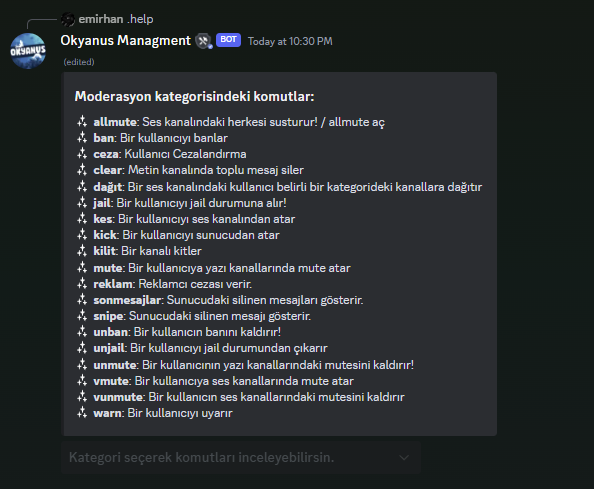 emirhan .help
OKYANUS
Okyanus Managment BOT Today at 10:30 PM
(edited)
Moderasyon kategorisindeki komutlar:
allmute: Ses kanalındaki herkesi susturur! / allmute aç
ban: Bir kullanıcıyı banlar
ceza: Kullanıcı Cezalandırma
clear: Metin kanalında toplu mesaj siler
dağıt: Bir ses kanalındaki kullanıcı belirli bir kategorideki kanallara dağıtır
jail: Bir kullanıcıyı jail durumuna alır!
kes: Bir kullanıcıyı ses kanalından atar
kick: Bir kullanıcıyı sunucudan atar
kilit: Bir kanalı kitler
mute: Bir kullanıcıya yazı kanallarında mute atar
reklam: Reklamcı cezası verir.
sonmesajlar: Sunucudaki silinen mesajları gösterir.
snipe: Sunucudaki silinen mesajı gösterir.
unban: Bir kullanıcın banını kaldırır!
unjail: Bir kullanıcıyı jail durumundan çıkarır
unmute: Bir kullanıcının yazı kanallarındaki mutesini kaldırır!
vmute: Bir kullanıcıya ses kanallarında mute atar
vunmute: Bir kullanıcın ses kanallarındaki mutesini kaldırır
warn: Bir kullanıcıyı uyarır
Kategori seçerek komutları inceleyebilirsin.